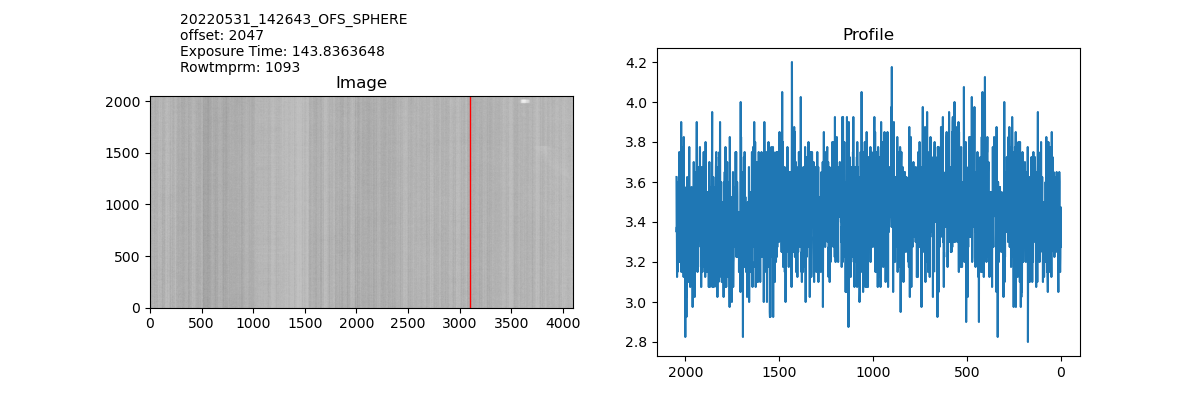 20220531_142643_OFS_SPHERE
offset: 2047
Exposure Time: 143.8363648
Rowtmprm: 1093
Image
2000
1500
1000
500
0
0 500 1000 1500 2000 2500 3000 3500 4000
Profile
4.2
4.0
3.8
3.6
3.4
3.2
3.0
2.8
2000 1500 1000 500 0